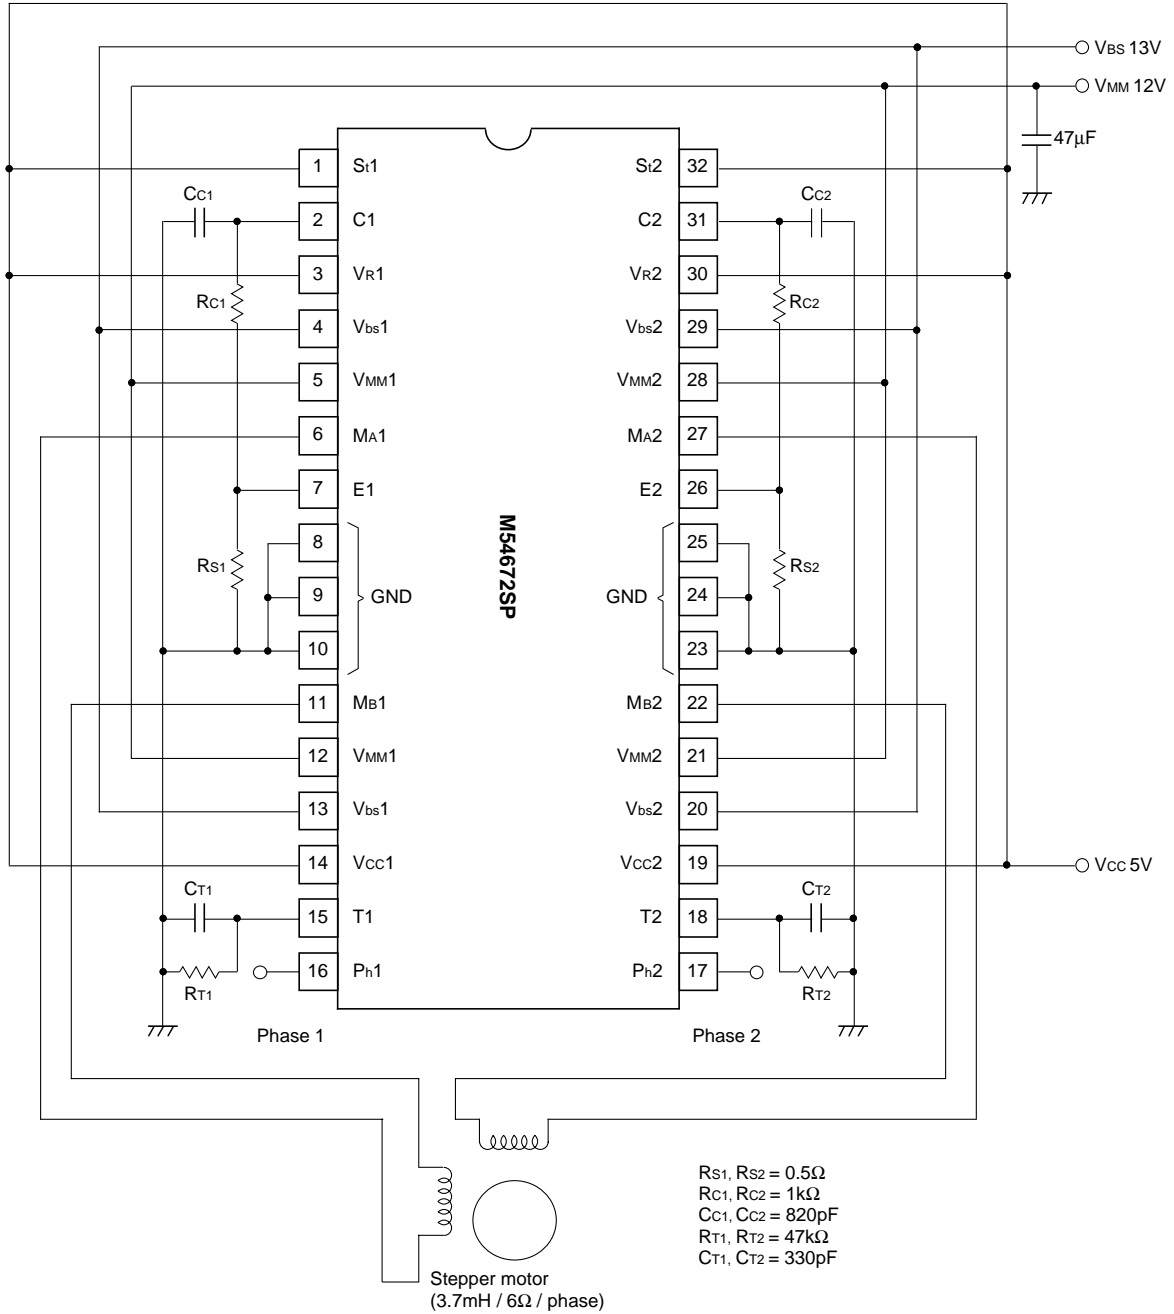 VBS 13V
VMM 12V
47µF
1 St1 St2 32
CC1 CC2
2 C1 C2 31
3 VR1 VR2 30
RC1 RC2
4 Vbs1 Vbs2 29
5 VMM1 VMM2 28
6 MA1 MA2 27
7 E1 E2 26
M54672SP
8 25
RS1 RS2
9 GND GND 24
10 23
11 MB1 MB2 22
12 VMM1 VMM2 21
13 Vbs1 Vbs2 20
14 VCC1 VCC2 19 VCC 5V
CT1 CT2
15 T1 T2 18
16 Ph1 Ph2 17
RT1 RT2
Phase 1 Phase 2
RS1, RS2 = 0.5Ω
RC1, RC2 = 1kΩ
CC1, CC2 = 820pF
RT1, RT2 = 47kΩ
CT1, CT2 = 330pF
Stepper motor
(3.7mH / 6Ω / phase)